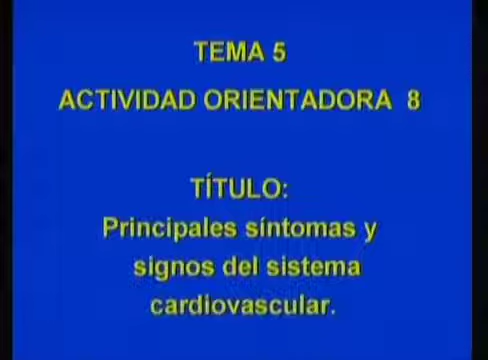 TEMA 5
ACTIVIDAD ORIENTADORA 8
TÍTULO:
Principales síntomas y
signos del sistema
cardiovascular.